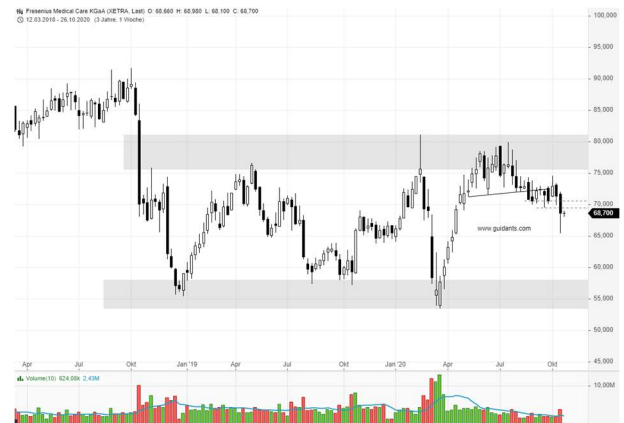 Fresenius Medical Care KGaA (XETRA, Last) O: 68,660 H: 68,980 L: 68,100 C: 68,700
12.03.2018 - 26.10.2020 (3 Jahre, 1 Woche)
100,000
95,000
90,000
85,000
80,000
75,000
70,000
68,700
65,000
60,000
55,000
50,000
45,000
www.guidants.com
Apr Jul Okt Jan '19 Apr Jul Okt Jan '20 Apr Jul Okt
Volume(10) 624,08k 2,43M
10,00M
0,00